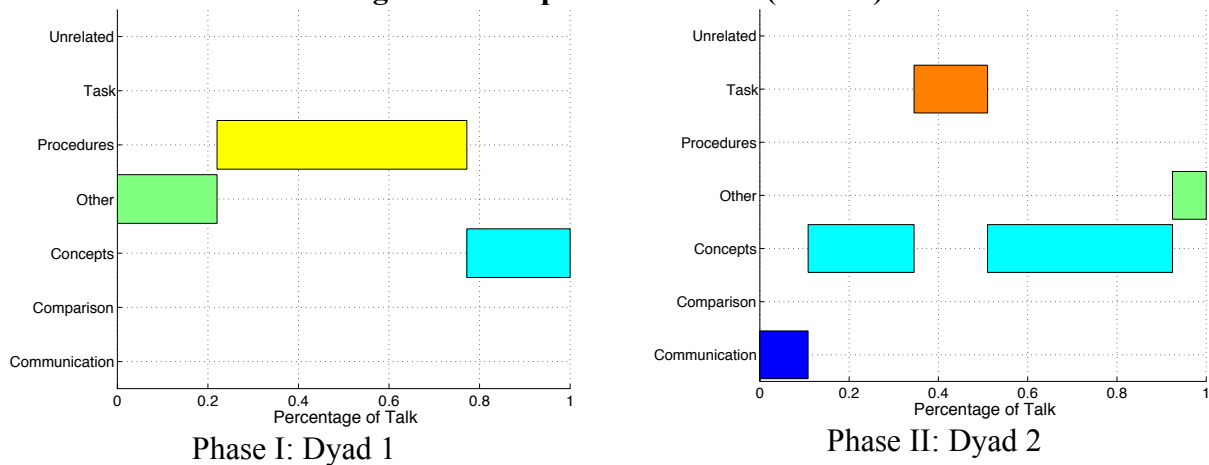 Unrelated
Task
Procedures
Other
Concepts
Comparison
Communication
0 0.2 0.4 0.6 0.8 1
Percentage of Talk
Phase I: Dyad 1
Unrelated
Task
Procedures
Other
Concepts
Comparison
Communication
0 0.2 0.4 0.6 0.8 1
Percentage of Talk
Phase II: Dyad 2